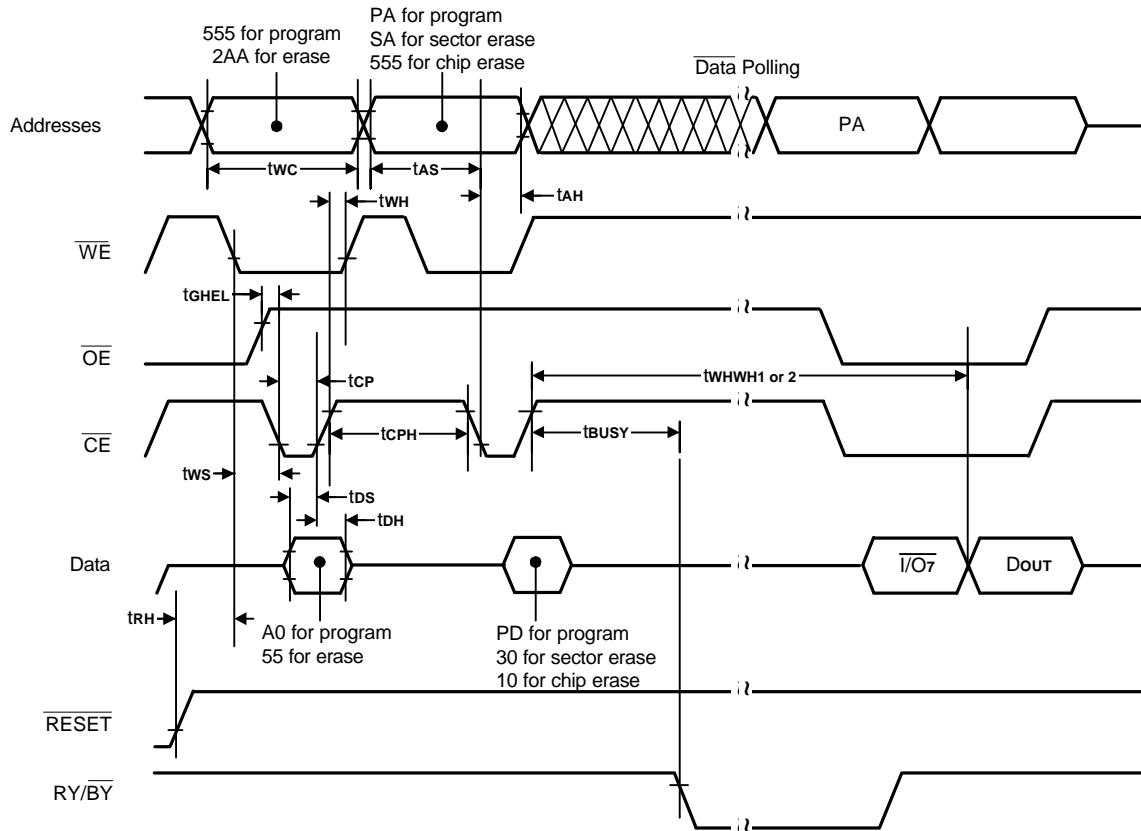 555 for program
2AA for erase
PA for program
SA for sector erase
555 for chip erase
Data Polling
Addresses
PA
tWC
tAS
tAH
tWH
WE
tGHEL
OE
tWHWH1 or 2
tCP
CE
tCPH
tBUSY
tWS
tDS
tDH
Data
I/O7
DOUT
tRH
A0 for program
55 for erase
PD for program
30 for sector erase
10 for chip erase
RESET
RY/BY